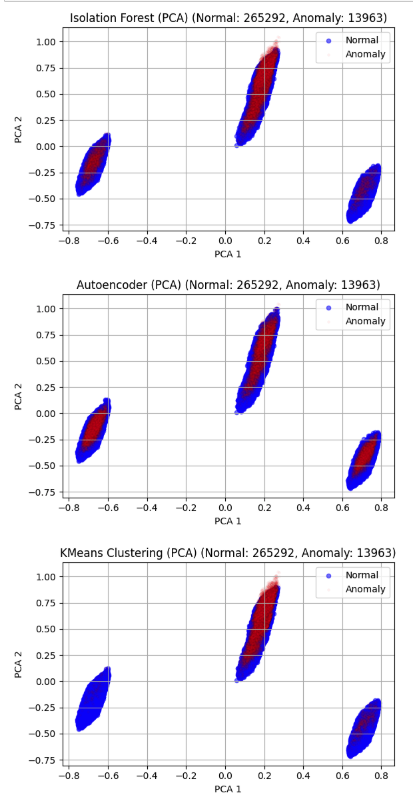 Isolation Forest (PCA) (Normal: 265292, Anomaly: 13963)
Normal
Anomaly
1.00
0.75
0.50
0.25
0.00
−0.25
−0.50
−0.75
PCA 2
−0.8 −0.6 −0.4 −0.2 0.0 0.2 0.4 0.6 0.8
PCA 1
Autoencoder (PCA) (Normal: 265292, Anomaly: 13963)
Normal
Anomaly
1.00
0.75
0.50
0.25
0.00
−0.25
−0.50
−0.75
PCA 2
−0.8 −0.6 −0.4 −0.2 0.0 0.2 0.4 0.6 0.8
PCA 1
KMeans Clustering (PCA) (Normal: 265292, Anomaly: 13963)
Normal
Anomaly
1.00
0.75
0.50
0.25
0.00
−0.25
−0.50
−0.75
PCA 2
−0.8 −0.6 −0.4 −0.2 0.0 0.2 0.4 0.6 0.8
PCA 1